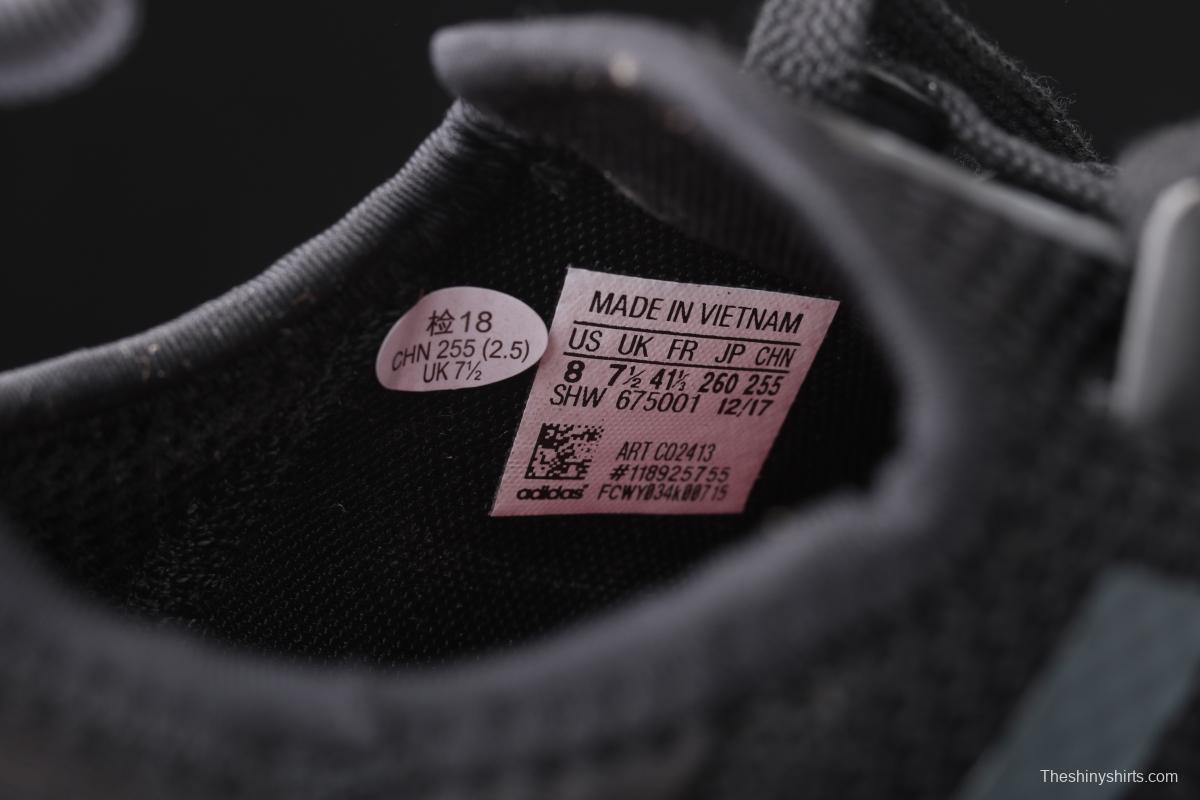 检18
CHN 255 (2.5)
UK 7½
MADE IN VIETNAM
US UK FR JP CHN
8 7½ 41⅓ 260 255
SHW 675001 12/17
ART CQ2413
#118925755
adidas FCWY034k00715
Theshinyshirts.com